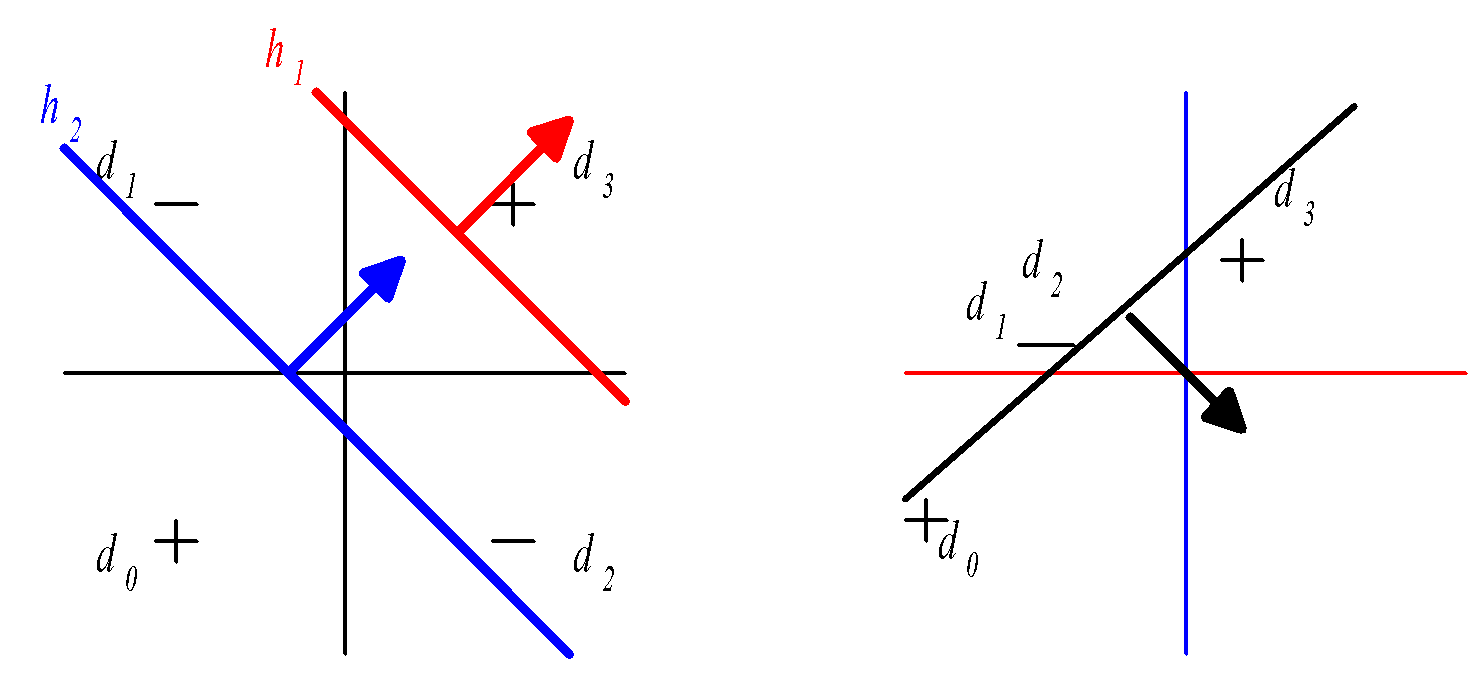 h1
h2
d1 −
d3
+
d2
d3
+
d1 −
d0 +
− d2
+ d0